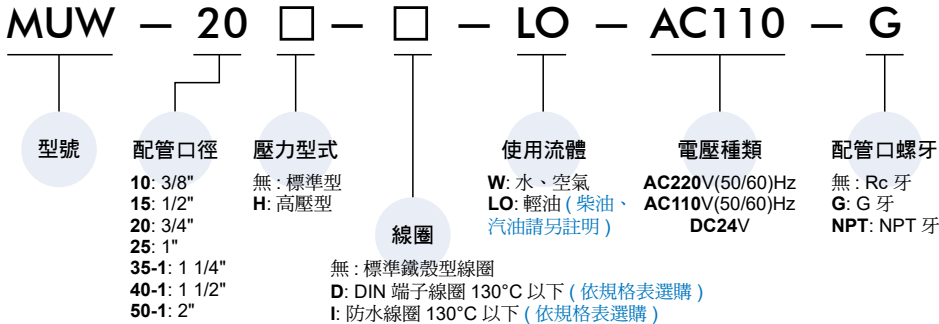 MUW – 20 □ – □ – LO – AC110 – G
型號
配管口徑
10: 3/8"
15: 1/2"
20: 3/4"
25: 1"
35-1: 1 1/4"
40-1: 1 1/2"
50-1: 2"
壓力型式
無 : 標準型
H: 高壓型
線圈
無 : 標準鐵殼型線圈
D: DIN 端子線圈 130°C 以下 ( 依規格表選購 )
I: 防水線圈 130°C 以下 ( 依規格表選購 )
使用流體
W: 水、空氣
LO: 輕油 ( 柴油、
汽油請另註明 )
電壓種類
AC220V(50/60)Hz
AC110V(50/60)Hz
DC24V
配管口螺牙
無 : Rc 牙
G: G 牙
NPT: NPT 牙